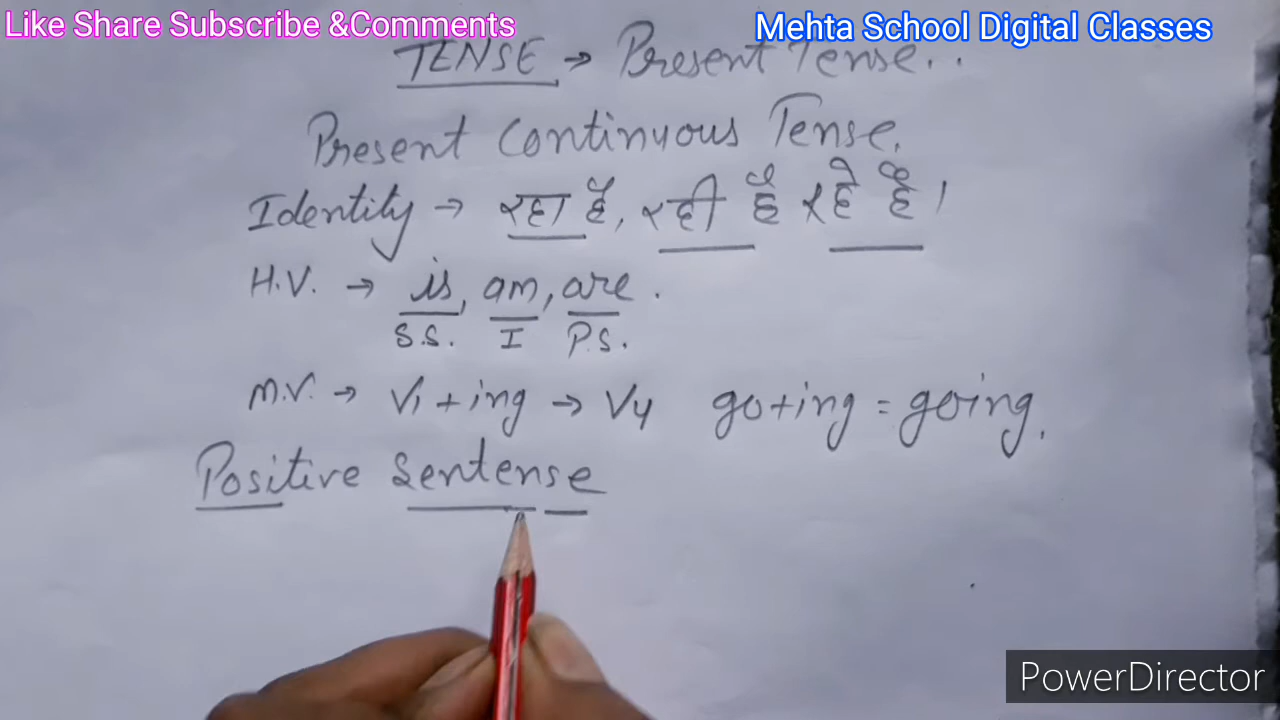 Like Share Subscribe &Comments
Mehta School Digital Classes
TENSE → Present Tense..
Present Continuous Tense.
Identity → रहा है, रही है रहे हैं।
H.V. → is, am, are.
S.S. I P.S.
M.V. → V1 + ing → V4 go+ing = going.
Positive Sentense
PowerDirector